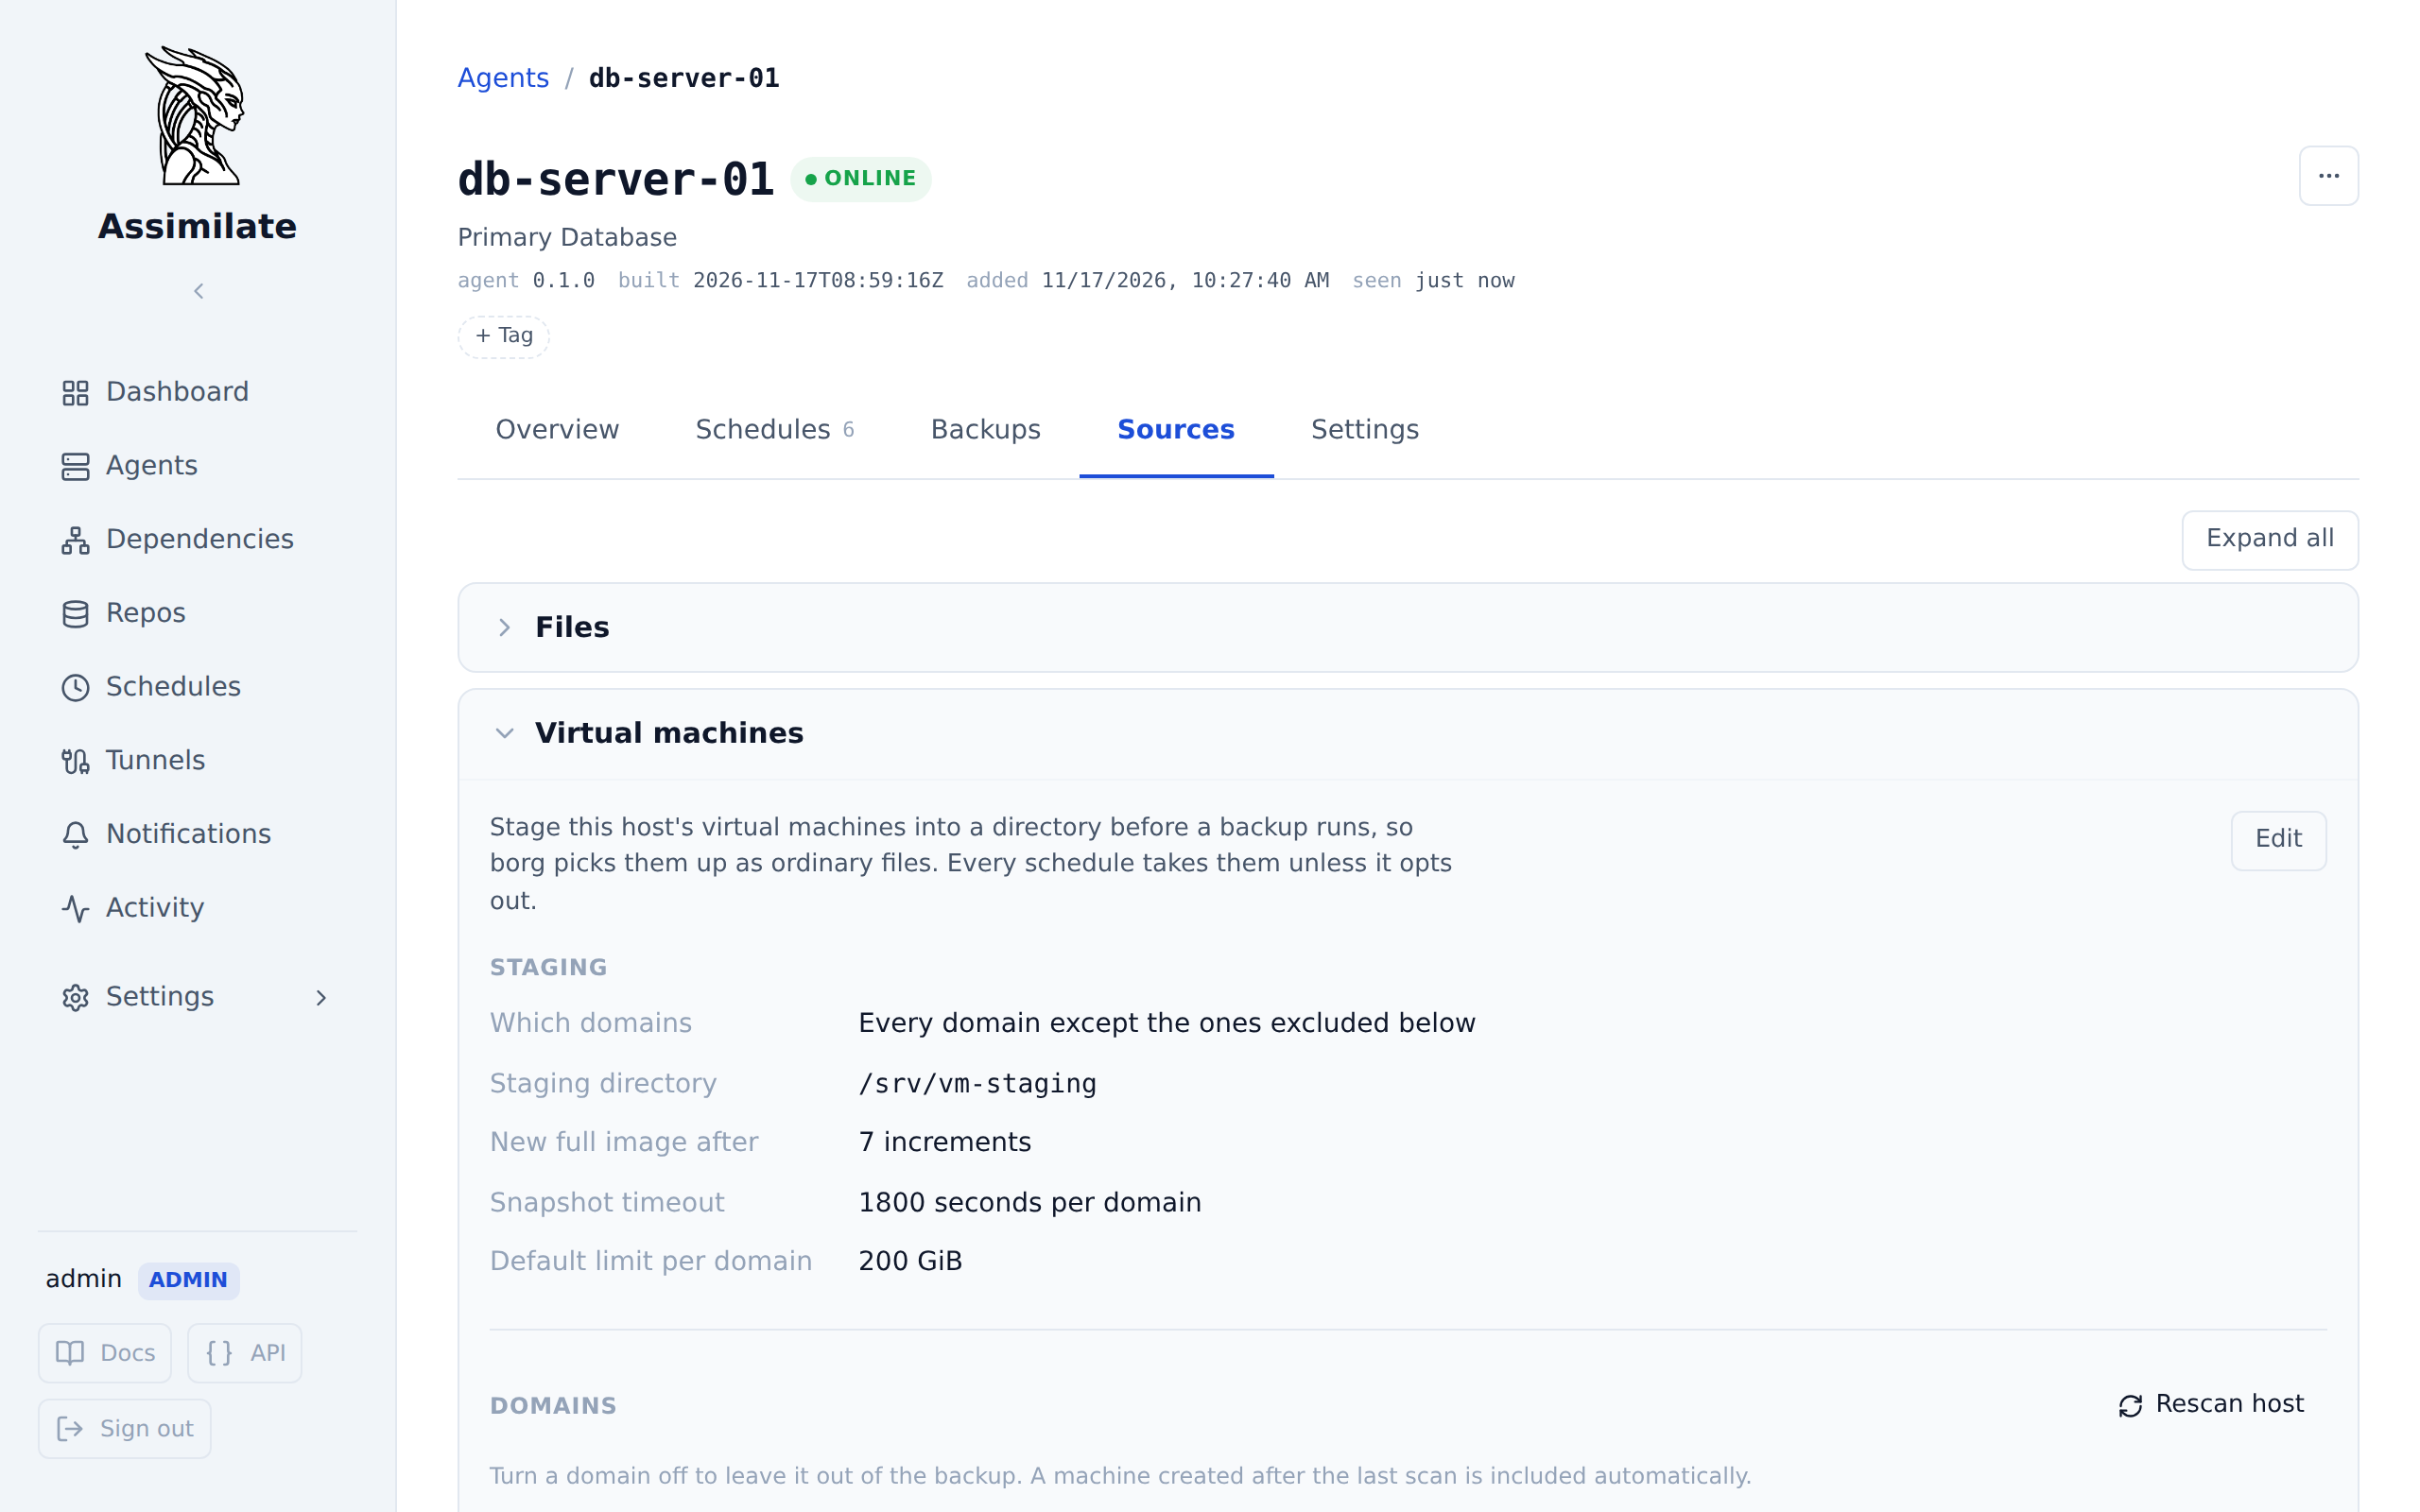 Assimilate
Dashboard
Agents
Dependencies
Repos
Schedules
Tunnels
Notifications
Activity
Settings
admin ADMIN
Docs
{} API
Sign out
Agents / db-server-01
db-server-01 ONLINE
...
Primary Database
agent 0.1.0 built 2026-11-17T08:59:16Z added 11/17/2026, 10:27:40 AM seen just now
+ Tag
Overview Schedules 6 Backups Sources Settings
Expand all
Files
Virtual machines
Stage this host's virtual machines into a directory before a backup runs, so
borg picks them up as ordinary files. Every schedule takes them unless it opts
out.
Edit
STAGING
Which domains Every domain except the ones excluded below
Staging directory /srv/vm-staging
New full image after 7 increments
Snapshot timeout 1800 seconds per domain
Default limit per domain 200 GiB
DOMAINS Rescan host
Turn a domain off to leave it out of the backup. A machine created after the last scan is included automatically.